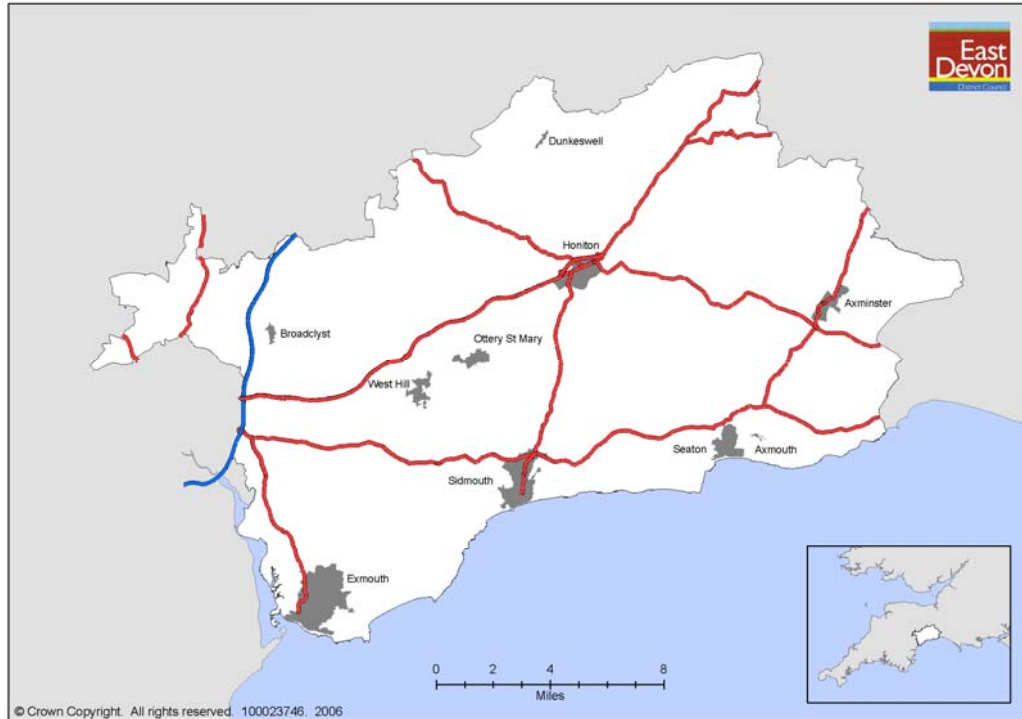 East
Devon
District Council
Dunkeswell
Honiton
Axminster
Broadclyst
Ottery St Mary
West Hill
Seaton
Axmouth
Sidmouth
Exmouth
0 2 4 8
Miles
© Crown Copyright. All rights reserved. 100023746. 2006